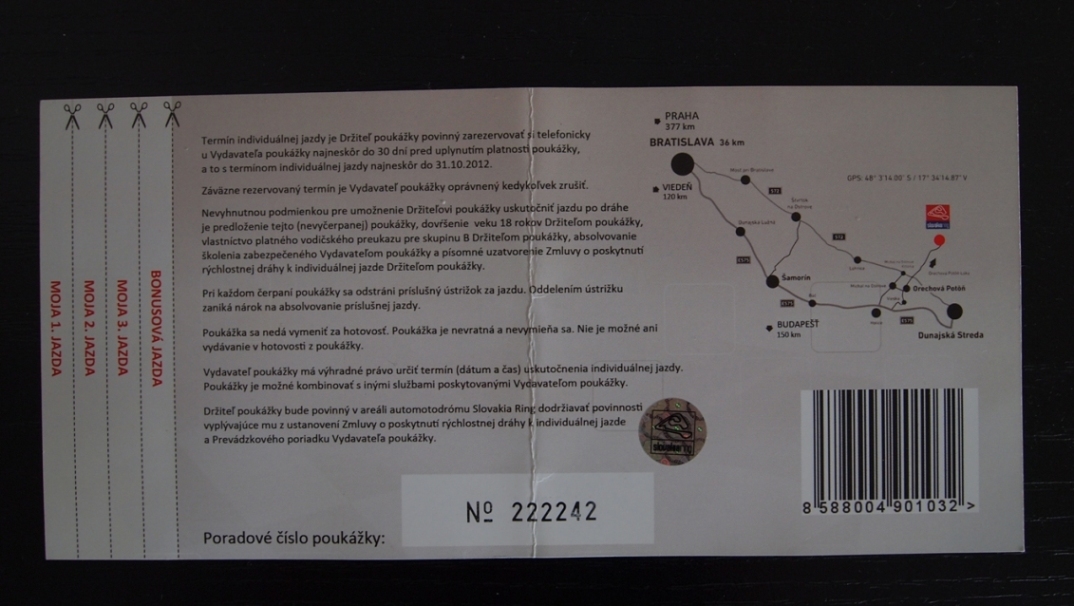 MOJA 1. JAZDA
MOJA 2. JAZDA
MOJA 3. JAZDA
BONUSOVÁ JAZDA
Termín individuálnej jazdy je Držiteľ poukážky povinný zarezervovať si telefonicky
u Vydavateľa poukážky najneskôr do 30 dní pred uplynutím platnosti poukážky,
a to s termínom individuálnej jazdy najneskôr do 31.10.2012.
Záväzne rezervovaný termín je Vydavateľ poukážky oprávnený kedykoľvek zrušiť.
Nevyhnutnou podmienkou pre umožnenie Držiteľovi poukážky uskutočniť jazdu po dráhe
je predloženie tejto (nevyčerpanej) poukážky, dovŕšenie veku 18 rokov Držiteľom poukážky,
vlastníctvo platného vodičského preukazu pre skupinu B Držiteľom poukážky, absolvovanie
školenia zabezpečeného Vydavateľom poukážky a písomné uzatvorenie Zmluvy o poskytnutí
rýchlostnej dráhy k individuálnej jazde Držiteľom poukážky.
Pri každom čerpaní poukážky sa odstráni príslušný ústrižok za jazdu. Oddelením ústrižku
zaniká nárok na absolvovanie príslušnej jazdy.
Poukážka sa nedá vymeniť za hotovosť. Poukážka je nevratná a nevymieňa sa. Nie je možné ani
vydávanie v hotovosti z poukážky.
Vydavateľ poukážky má výhradné právo určiť termín (dátum a čas) uskutočnenia individuálnej jazdy.
Poukážky je možné kombinovať s inými službami poskytovanými Vydavateľom poukážky.
Držiteľ poukážky bude povinný v areáli automotodrómu Slovakia Ring dodržiavať povinnosti
vyplývajúce mu z ustanovení Zmluvy o poskytnutí rýchlostnej dráhy k individuálnej jazde
a Prevádzkového poriadku Vydavateľa poukážky.
Poradové číslo poukážky:
Nº 222242
PRAHA
377 km
BRATISLAVA 36 km
VIEDEŇ
120 km
Šamorín
Orechová Potôň
BUDAPEŠŤ
150 km
Dunajská Streda
8 588004 901032 >